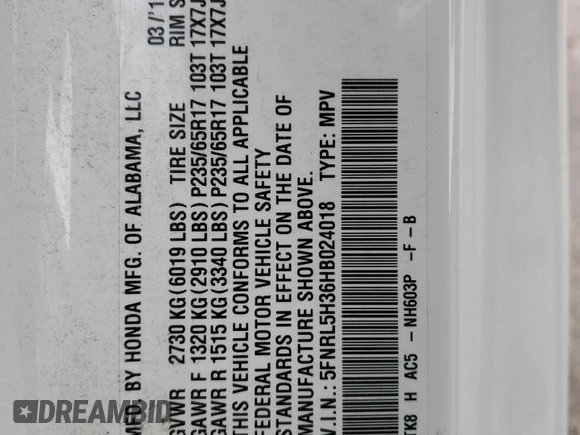 MFD. BY HONDA MFG. OF ALABAMA, LLC 03/'1
GVWR 2730 KG(6019 LBS) TIRE SIZE RIM S
GAWR F 1320 KG(2910 LBS) P235/65R17 103T 17X7J
GAWR R 1515 KG(3340 LBS) P235/65R17 103T 17X7J
THIS VEHICLE CONFORMS TO ALL APPLICABLE
FEDERAL MOTOR VEHICLE SAFETY
STANDARDS IN EFFECT ON THE DATE OF
MANUFACTURE SHOWN ABOVE.
V.I.N.: 5FNRL5H36HB024018 TYPE: MPV
TK8 H AC5 - NH603P -F -B
DREAMBID